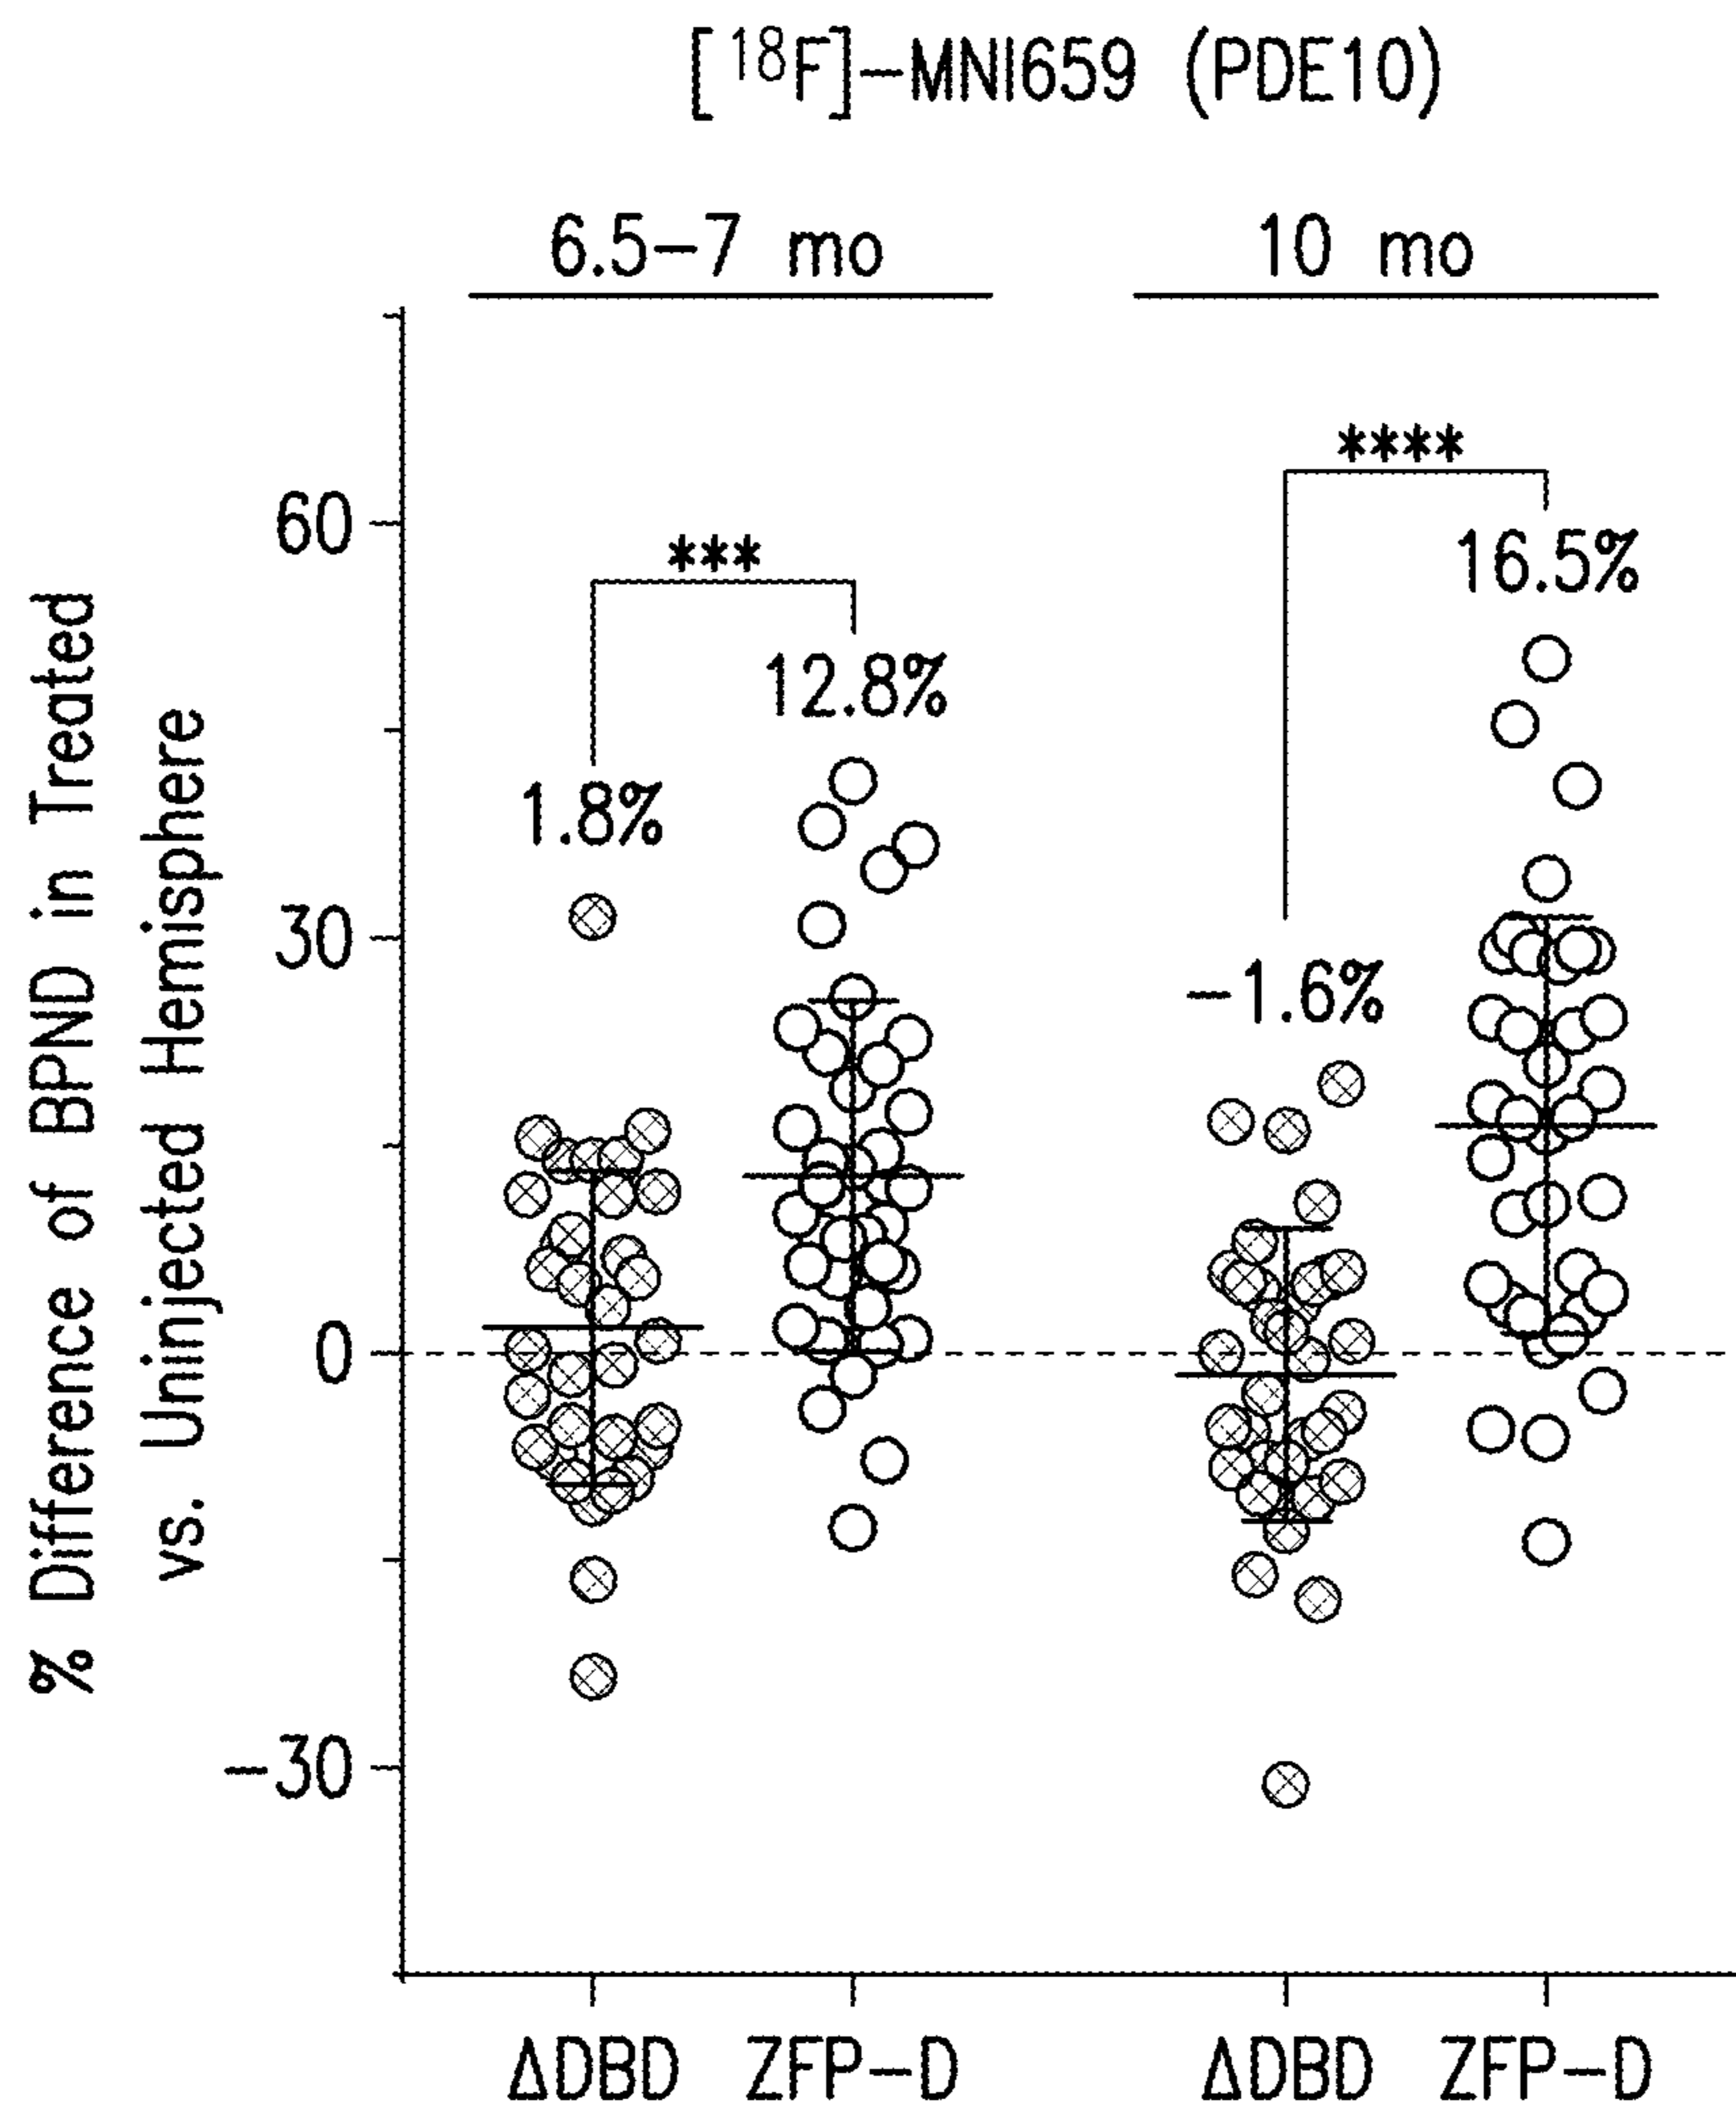 [¹⁸F]-MNI659 (PDE10)
6.5-7 mo
10 mo
% Difference of BPND in Treated
vs. Uninjected Hemisphere
60
30
0
-30
***
****
1.8%
12.8%
-1.6%
16.5%
ΔDBD ZFP-D ΔDBD ZFP-D